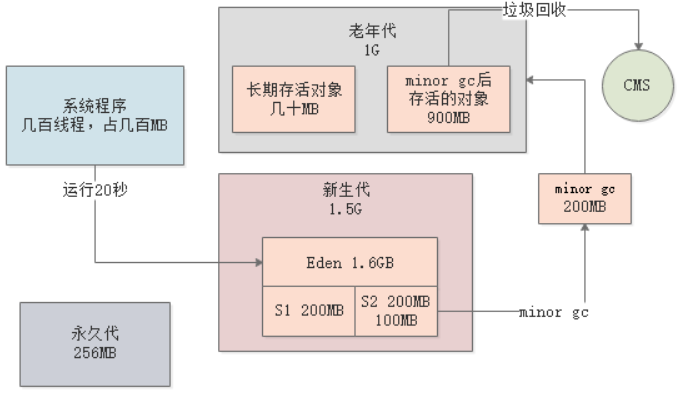 垃圾回收
老年代
1G
长期存活对象
几十MB
minor gc后
存活的对象
900MB
CMS
系统程序
几百线程，占几百MB
运行20秒
新生代
1.5G
Eden 1.6GB
S1 200MB
S2 200MB
100MB
minor gc
200MB
minor gc
永久代
256MB